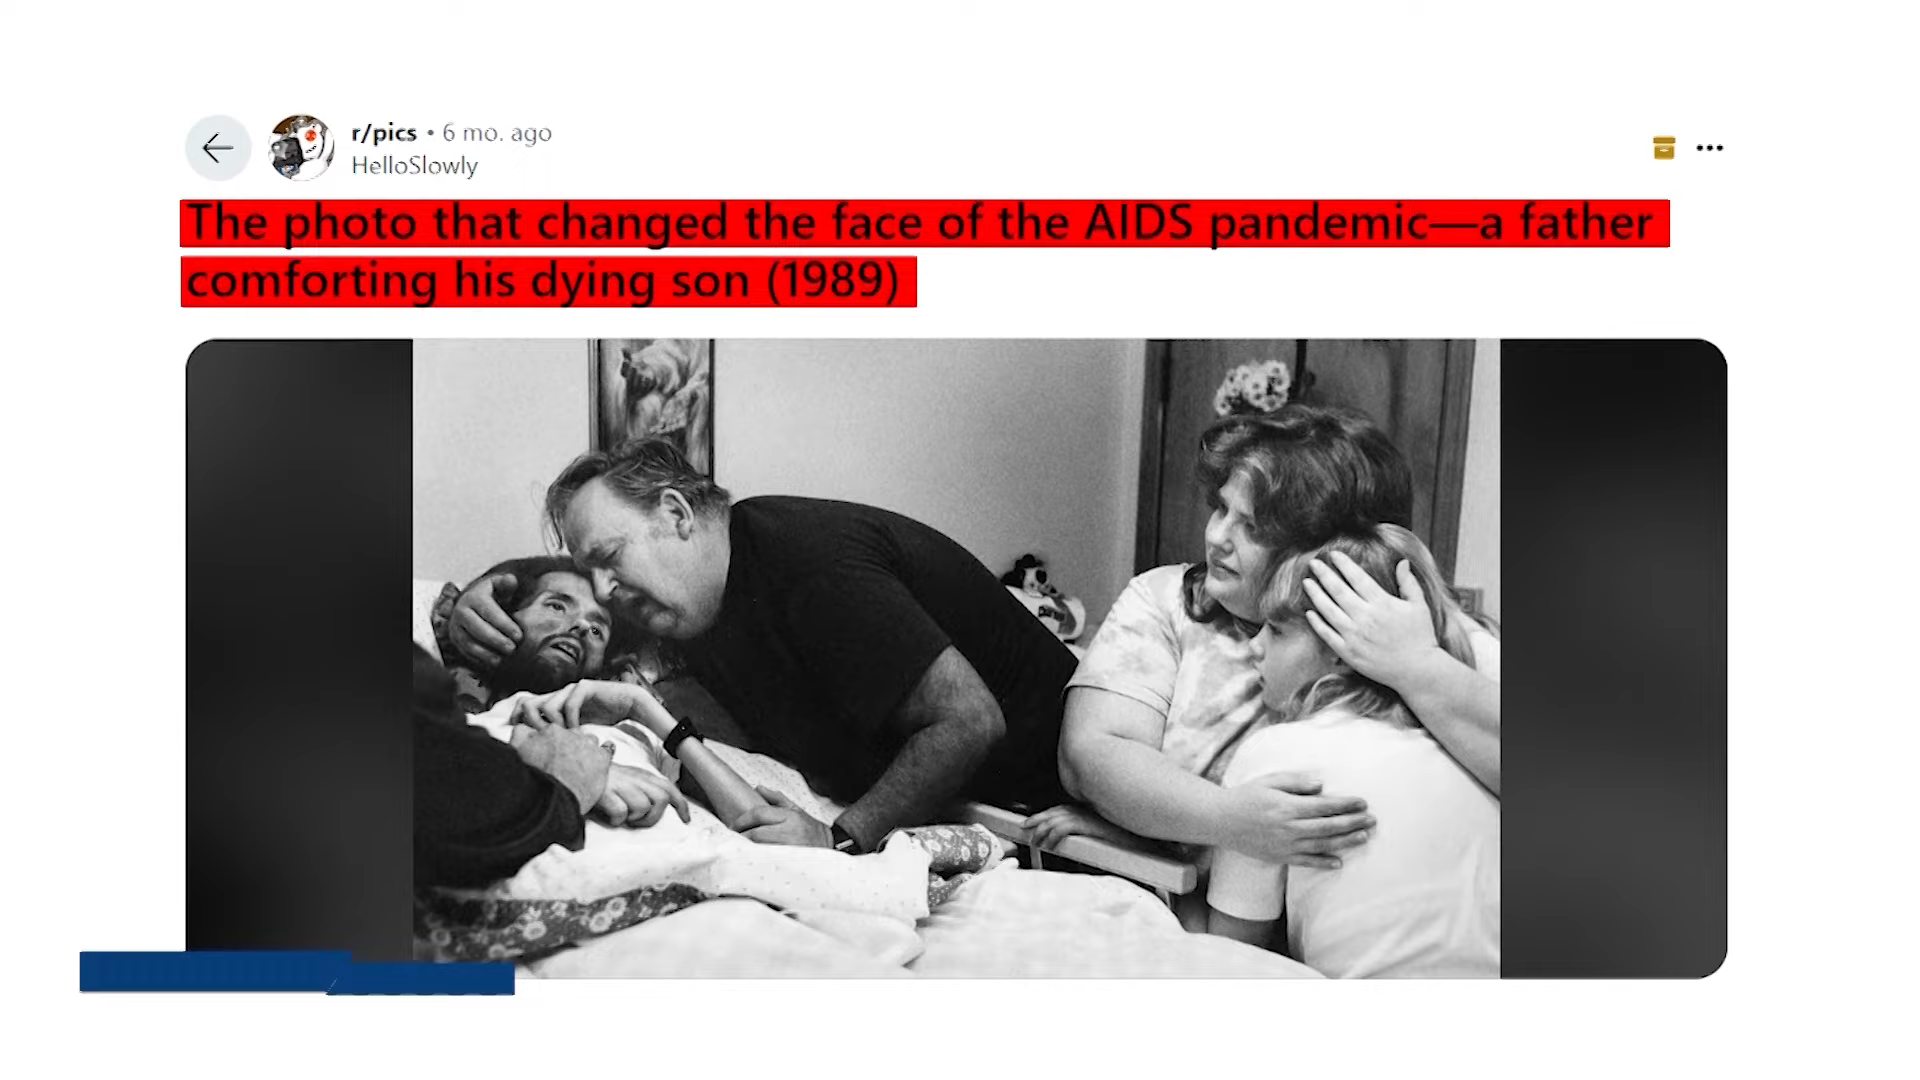 r/pics • 6 mo. ago
HelloSlowly
The photo that changed the face of the AIDS pandemic—a father
comforting his dying son (1989)